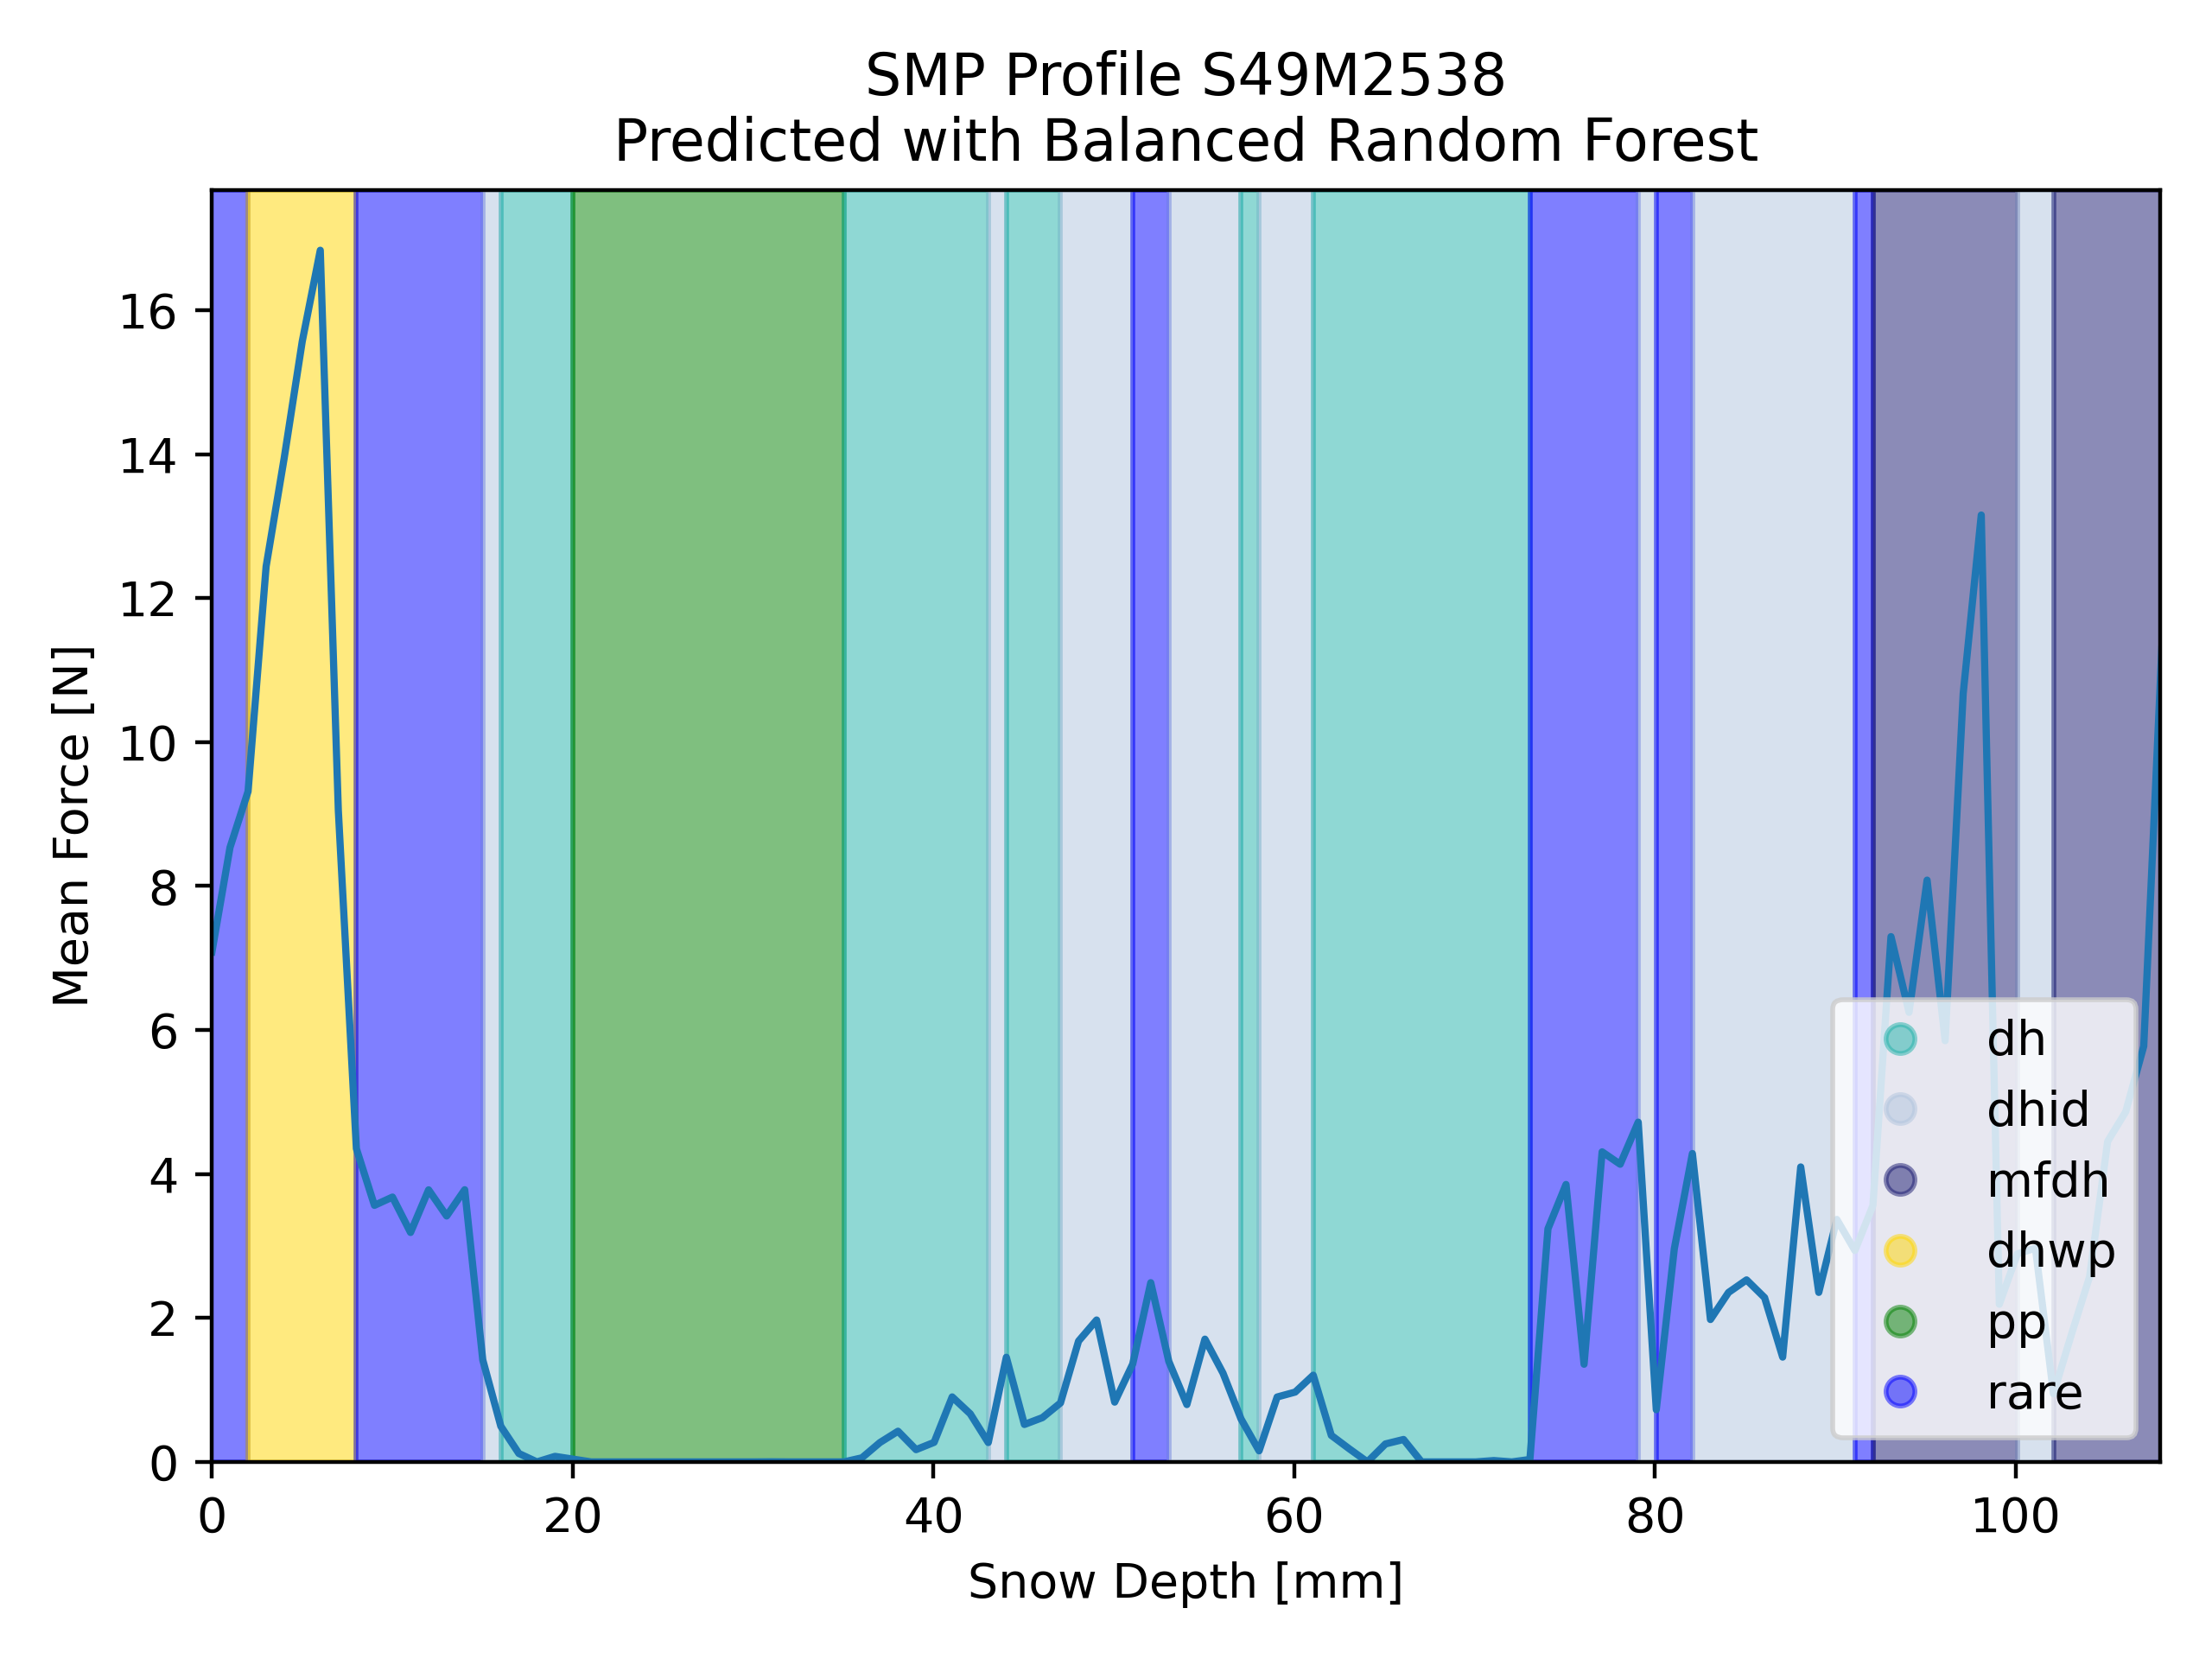 SMP Profile S49M2538
Predicted with Balanced Random Forest
Mean Force [N]
16
14
12
10
8
6
4
2
0
0 20 40 60 80 100
Snow Depth [mm]
dh
dhid
mfdh
dhwp
pp
rare